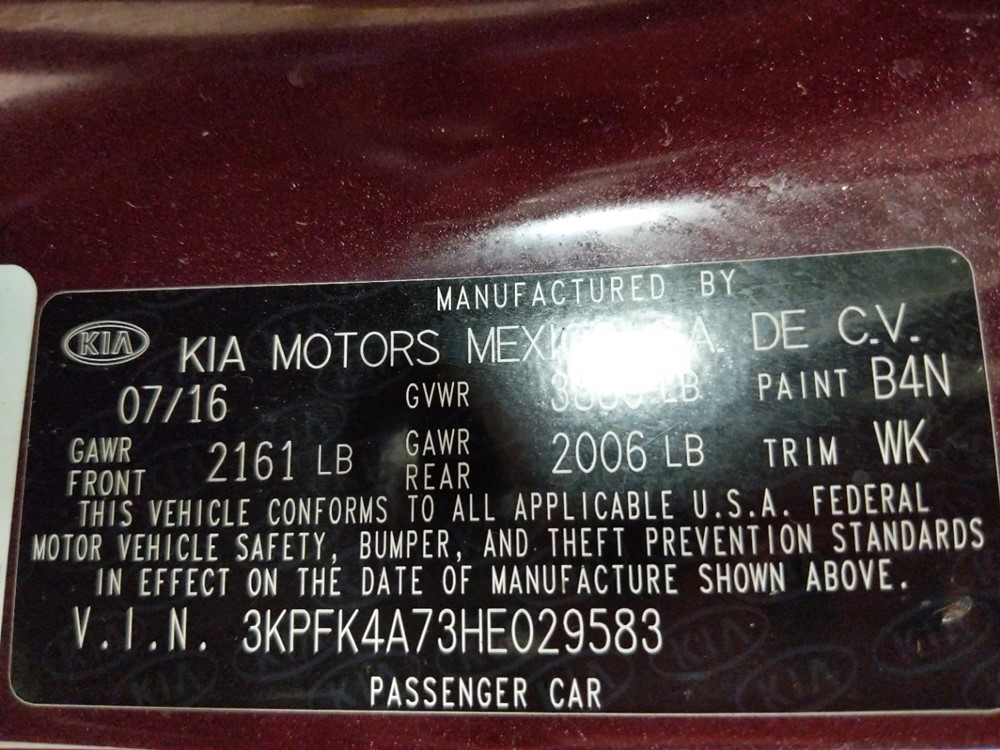 MANUFACTURED BY
KIA
KIA MOTORS DE C.V.
07/16 GVWR LB PAINT B4N
GAWR FRONT 2161 LB GAWR REAR 2006 LB TRIM WK
THIS VEHICLE CONFORMS TO ALL APPLICABLE U.S.A. FEDERAL
MOTOR VEHICLE SAFETY, BUMPER, AND THEFT PREVENTION STANDARDS
IN EFFECT ON THE DATE OF MANUFACTURE SHOWN ABOVE.
V.I.N. 3KPFK4A73HE029583
PASSENGER CAR